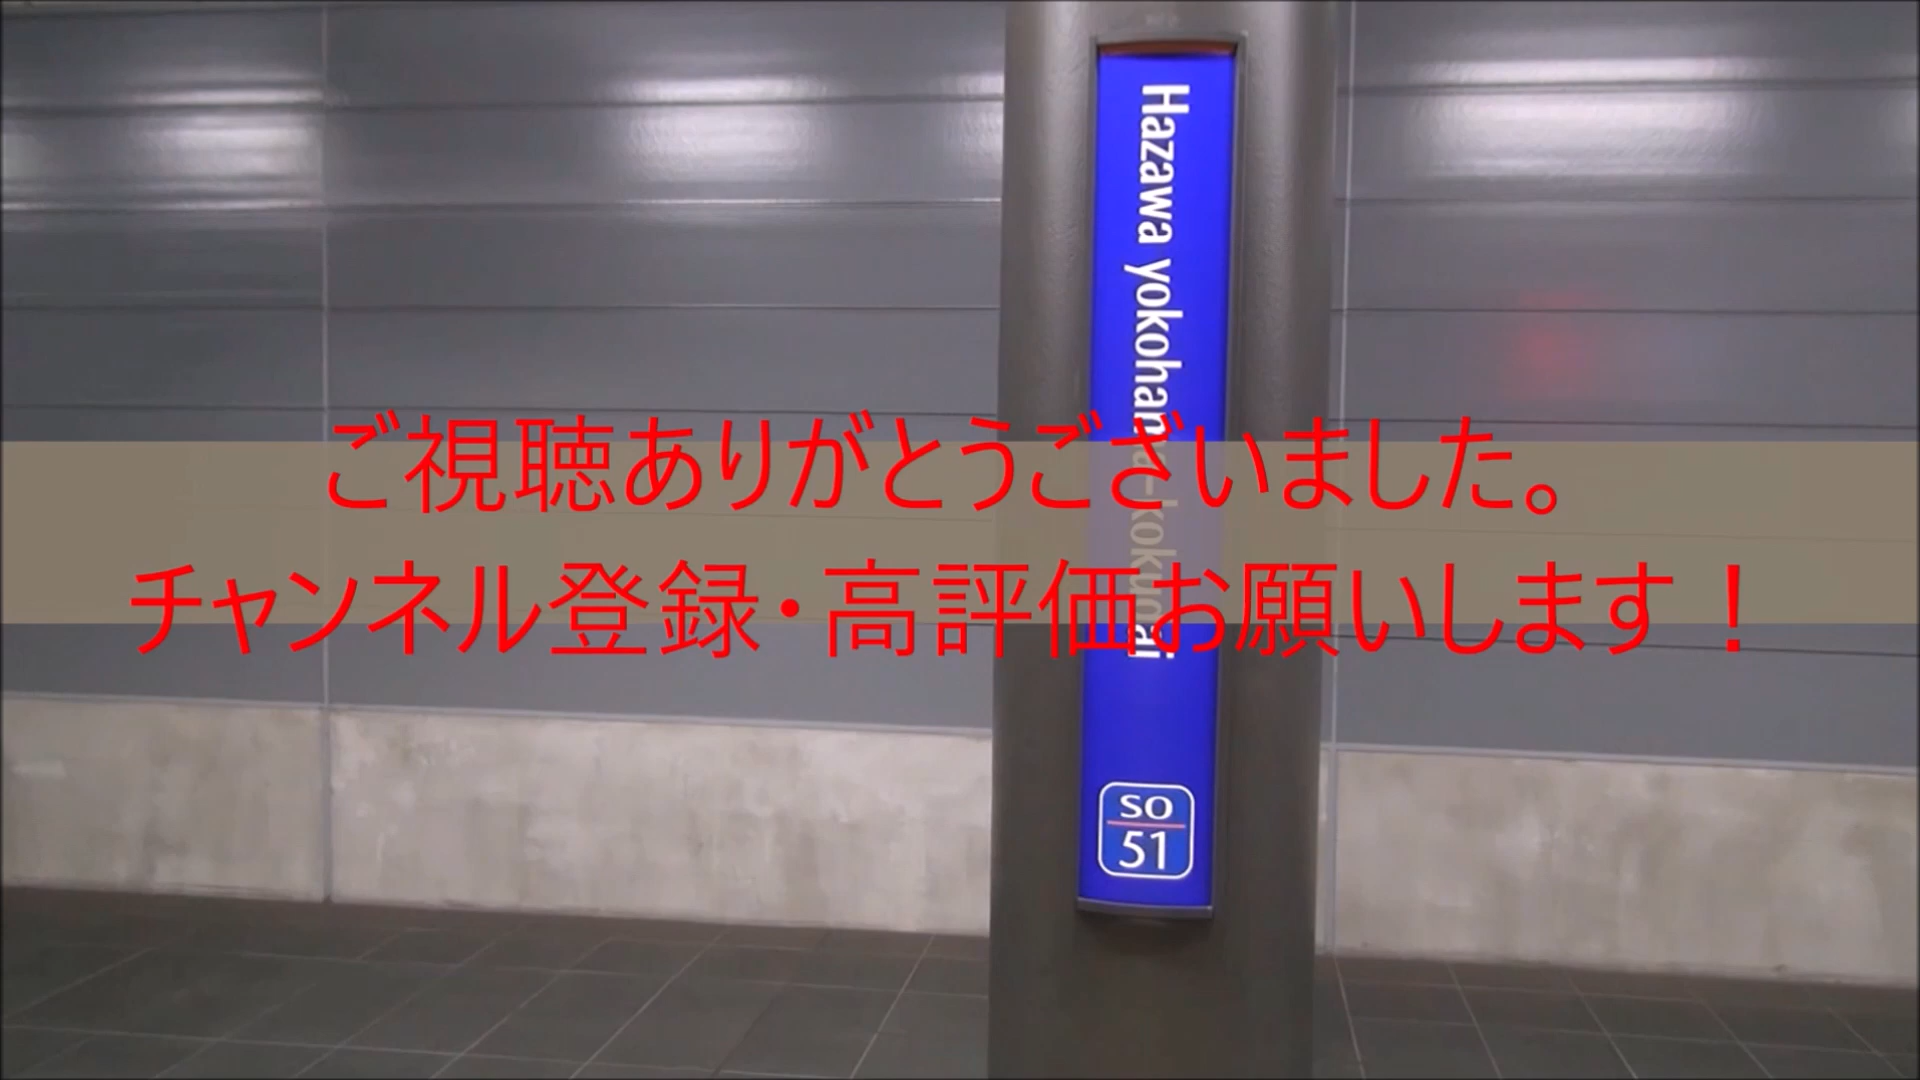 Hazawa yokohama-kokudai
ご視聴ありがとうございました。
チャンネル登録・高評価お願いします！
SO
51